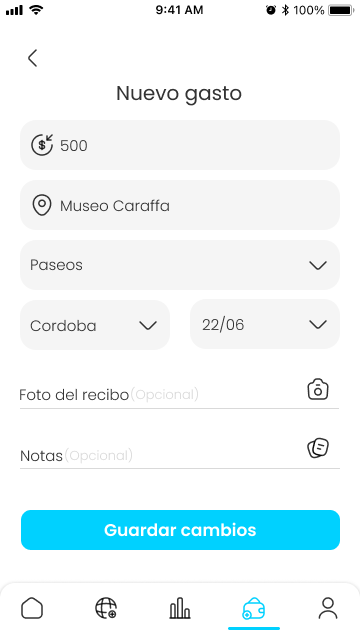 9:41 AM
100%
Nuevo gasto
500
Museo Caraffa
Paseos
Cordoba
22/06
Foto del recibo (Opcional)
Notas (Opcional)
Guardar cambios